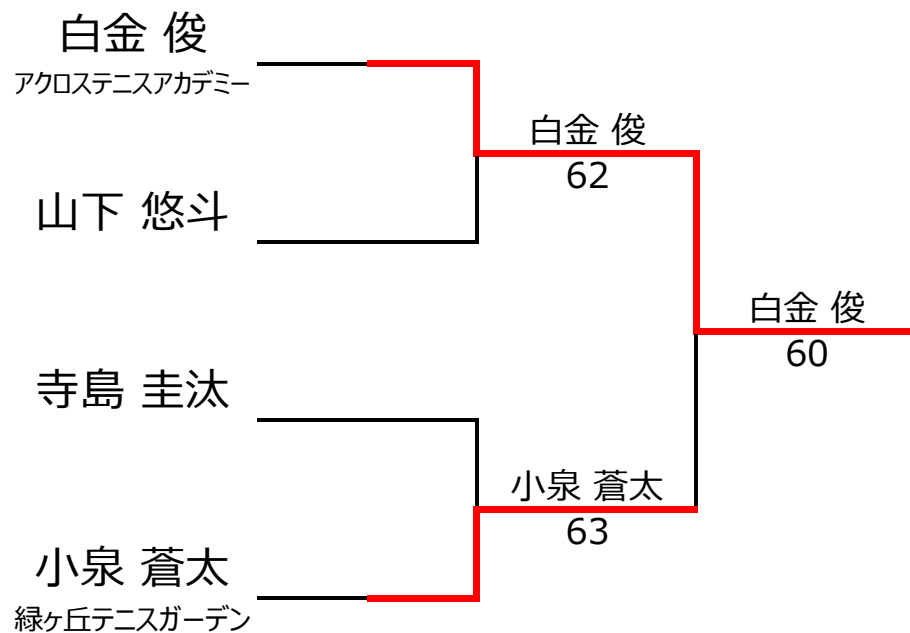 白金 俊
アクロステニスアカデミー
白金 俊
62
山下 悠斗
白金 俊
60
寺島 圭汰
小泉 蒼太
63
小泉 蒼太
緑ヶ丘テニスガーデン